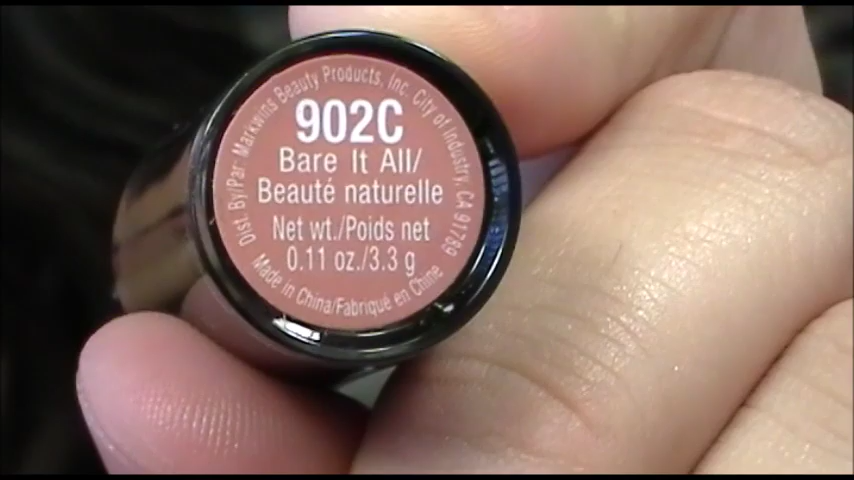 Dist. By/Par: Markwins Beauty Products, Inc. City of Industry, CA 91789
902C
Bare It All/
Beauté naturelle
Net wt./Poids net
0.11 oz./3.3 g
Made in China/Fabriqué en Chine